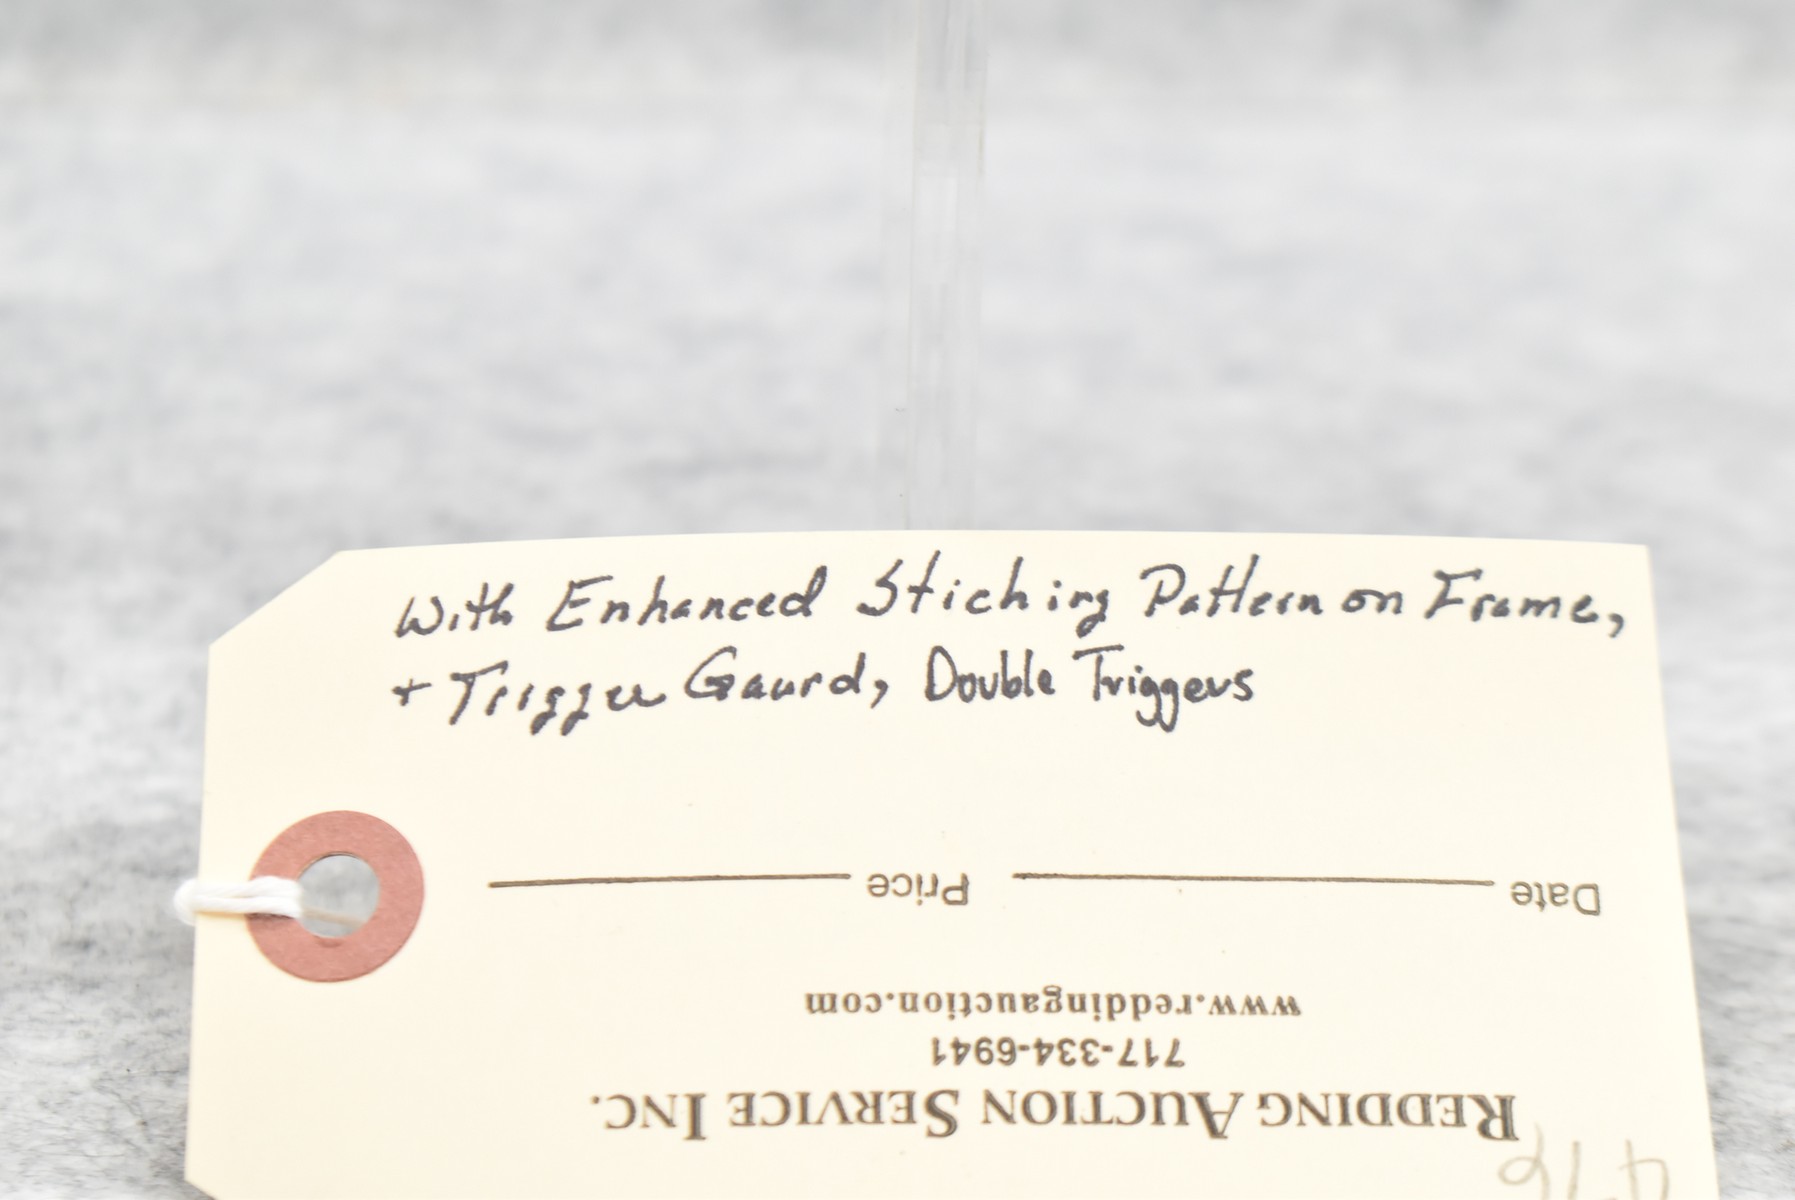 With Enhanced Stiching Pattern on Frame,
+ Trigger Gaurd, Double Triggers
REDDING AUCTION SERVICE INC.
717-334-6941
www.reddingauction.com
Date Price